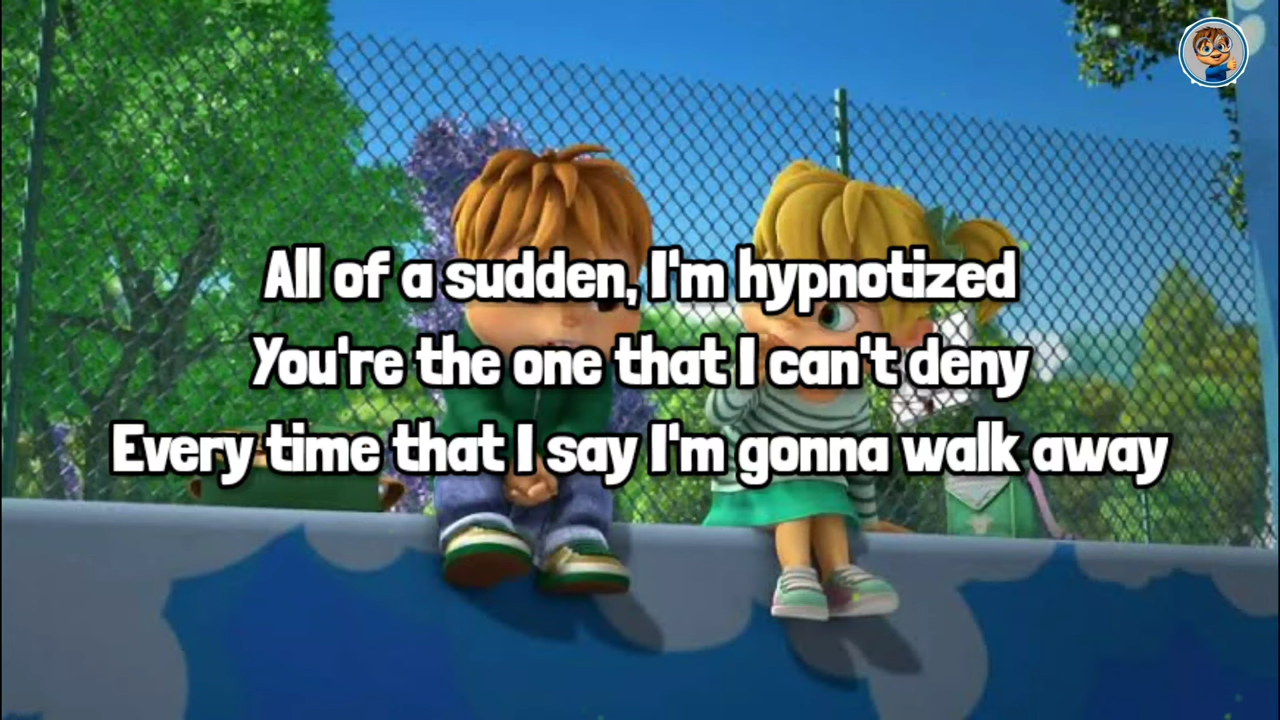 All of a sudden, I'm hypnotized
You're the one that I can't deny
Every time that I say I'm gonna walk away